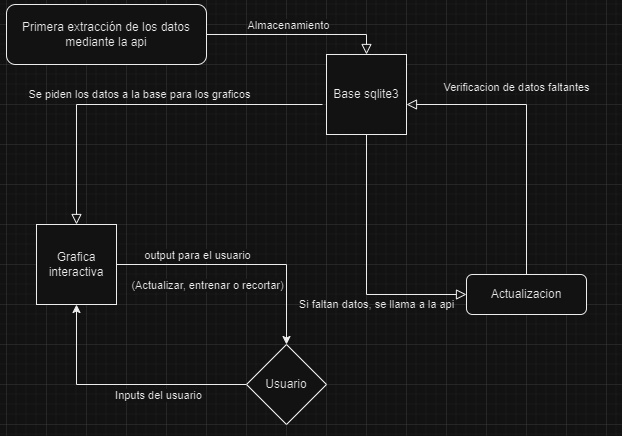 Primera extracción de los datos
mediante la api
Almacenamiento
Base sqlite3
Verificacion de datos faltantes
Se piden los datos a la base para los graficos
Grafica
interactiva
output para el usuario
(Actualizar, entrenar o recortar)
Si faltan datos, se llama a la api
Actualizacion
Usuario
Inputs del usuario